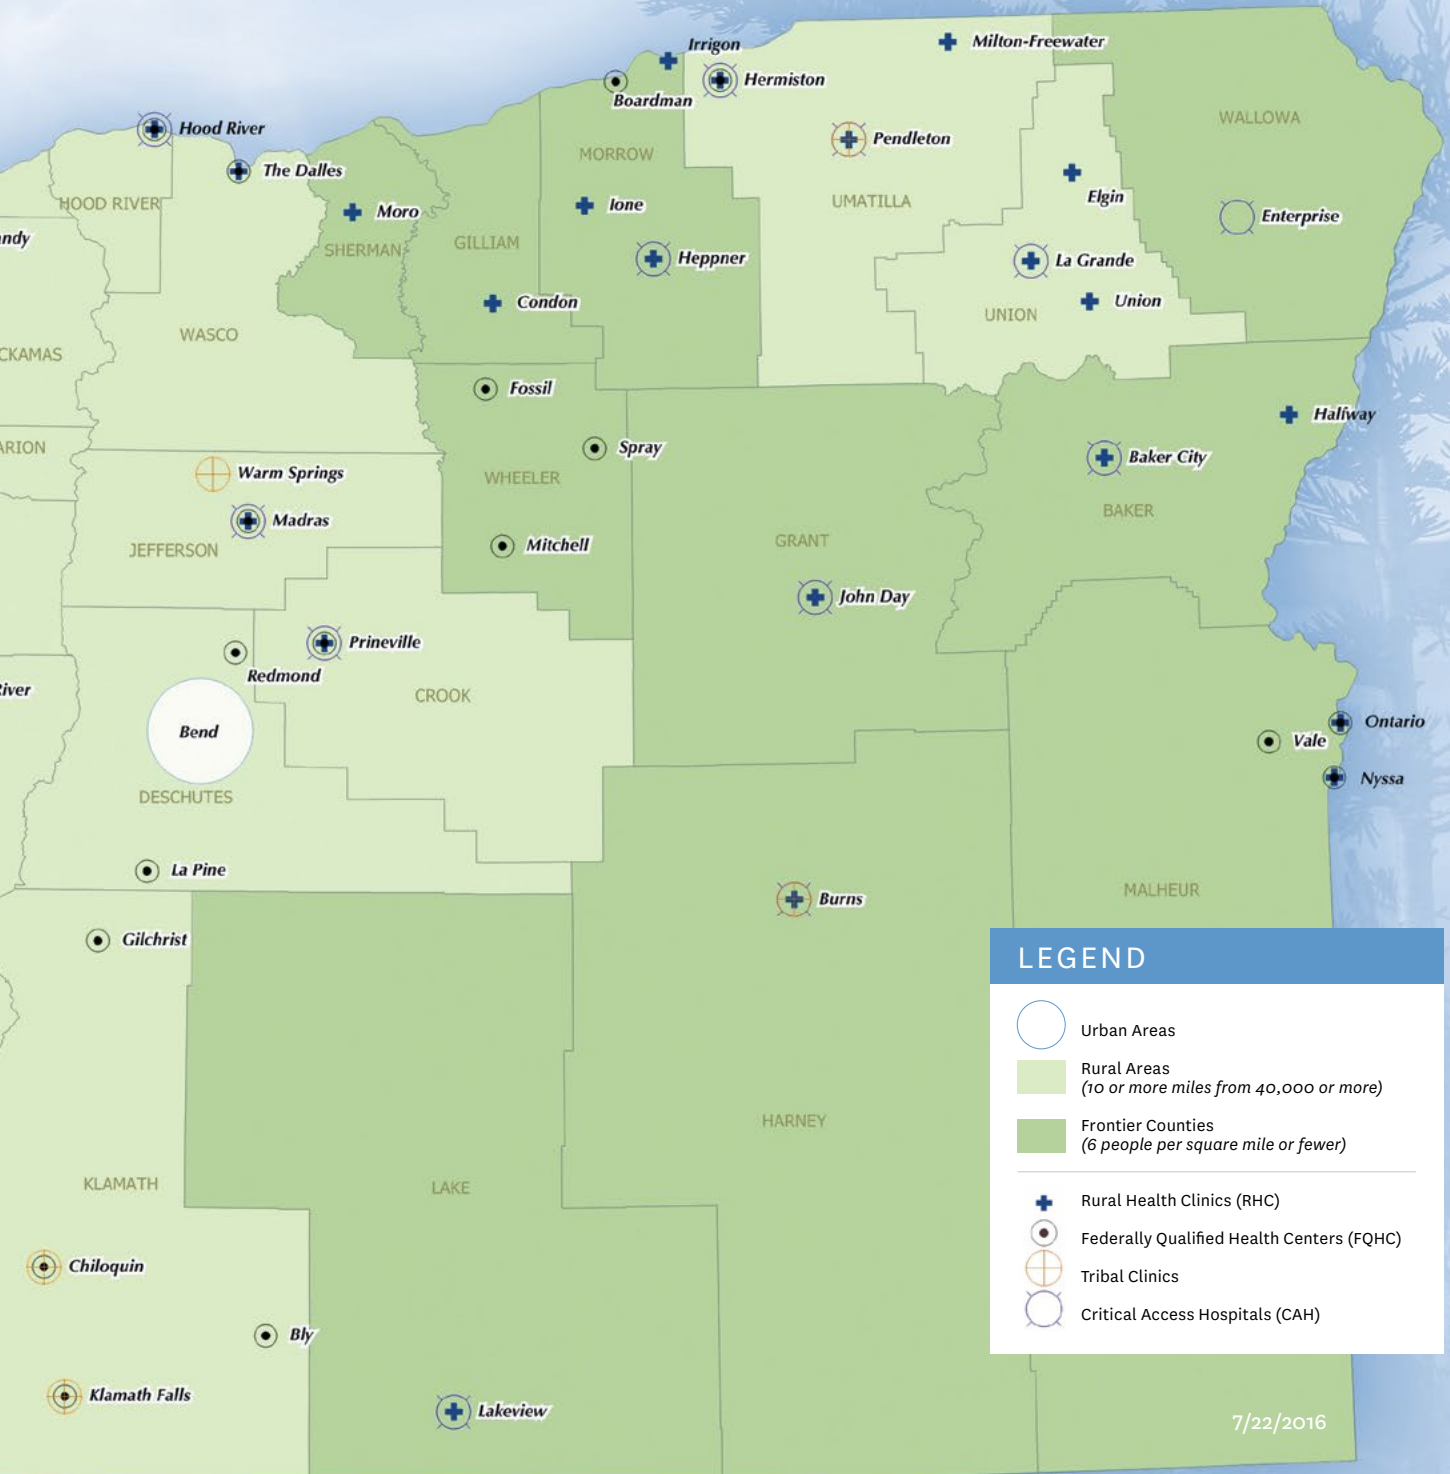 Irrigon
Milton-Freewater
Hermiston
Boardman
WALLOWA
Hood River
Pendleton
MORROW
The Dalles
Elgin
HOOD RIVER
UMATILLA
Ione
Moro
Enterprise
andy
SHERMAN
GILLIAM
Heppner
La Grande
Condon
Union
UNION
WASCO
CKAMAS
Fossil
Halfway
ARION
Spray
Baker City
Warm Springs
WHEELER
BAKER
Madras
GRANT
Mitchell
JEFFERSON
John Day
Prineville
Redmond
River
CROOK
Ontario
Bend
Vale
Nyssa
DESCHUTES
La Pine
Burns
MALHEUR
Gilchrist
LEGEND
Urban Areas
Rural Areas
(10 or more miles from 40,000 or more)
Frontier Counties
(6 people per square mile or fewer)
Rural Health Clinics (RHC)
Federally Qualified Health Centers (FQHC)
Tribal Clinics
Critical Access Hospitals (CAH)
HARNEY
KLAMATH
LAKE
Chiloquin
Bly
Klamath Falls
Lakeview
7/22/2016